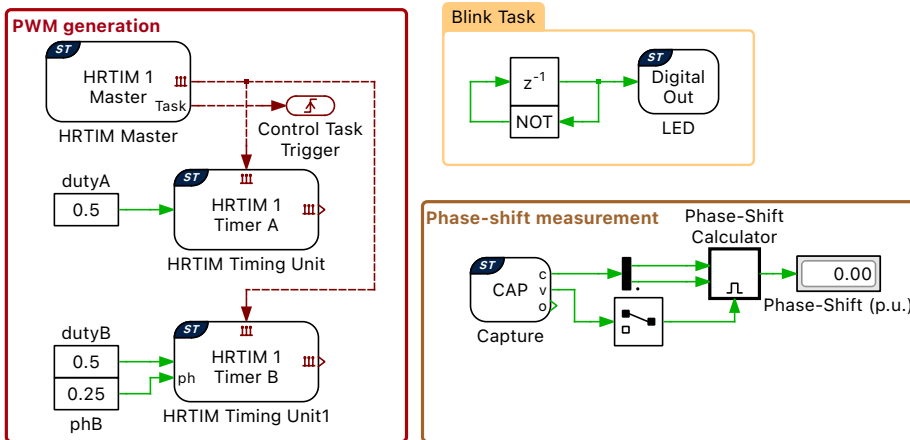 PWM generation
ST
HRTIM 1
Master
Task
HRTIM Master
Control Task
Trigger
dutyA
0.5
ST
HRTIM 1
Timer A
HRTIM Timing Unit
dutyB
0.5
0.25
phB
ST
HRTIM 1
Timer B
ph
HRTIM Timing Unit1
Blink Task
z-1
NOT
ST
Digital
Out
LED
Phase-shift measurement
ST
CAP
c
v
o
Capture
Phase-Shift
Calculator
0.00
Phase-Shift (p.u.)